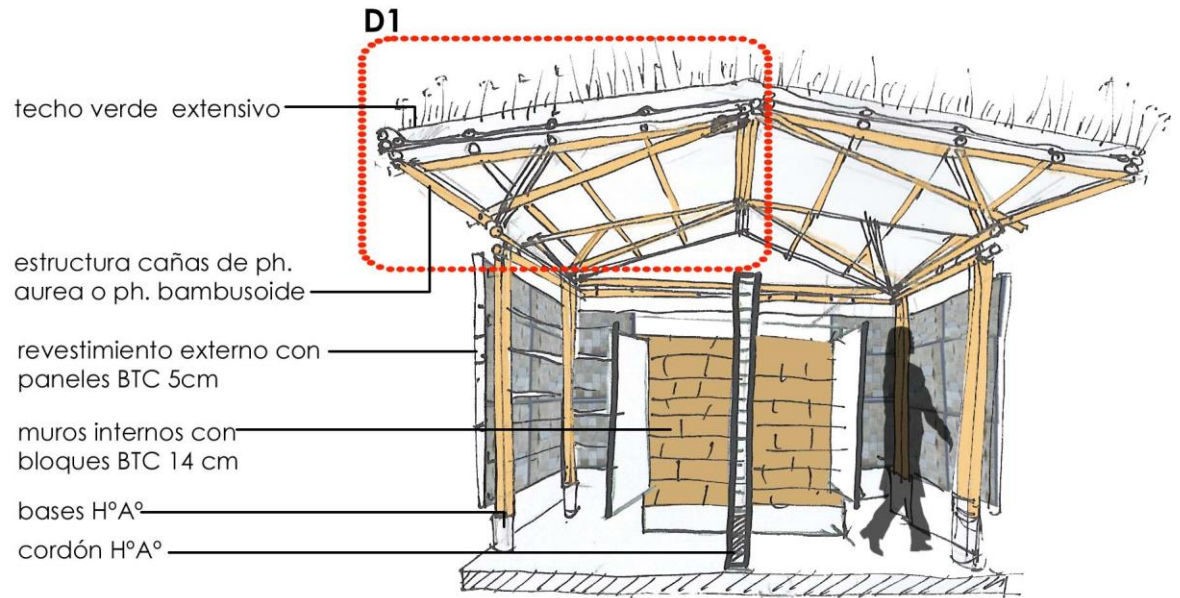 D1
techo verde extensivo
estructura cañas de ph.
aurea o ph. bambusoide
revestimiento externo con
paneles BTC 5cm
muros internos con
bloques BTC 14 cm
bases HºAº
cordón HºAº